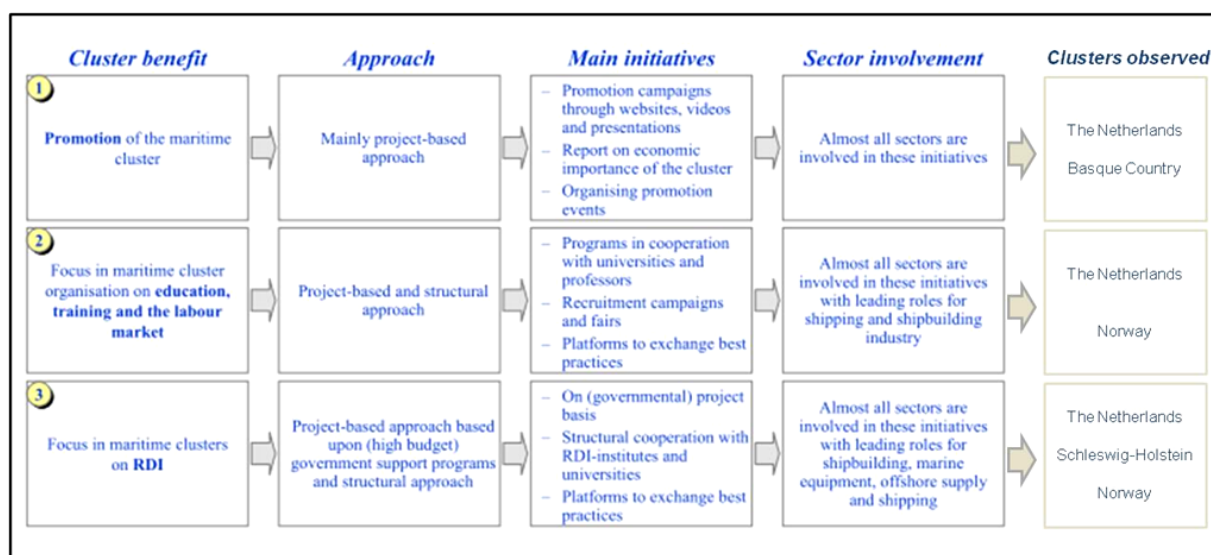 Cluster benefit
Approach
Main initiatives
Sector involvement
Clusters observed
1
Promotion of the maritime
cluster
Mainly project-based
approach
– Promotion campaigns
through websites, videos
and presentations
– Report on economic
importance of the cluster
– Organising promotion
events
Almost all sectors are
involved in these initiatives
The Netherlands
Basque Country
2
Focus in maritime cluster
organisation on education,
training and the labour
market
Project-based and structural
approach
– Programs in cooperation
with universities and
professors
– Recruitment campaigns
and fairs
– Platforms to exchange best
practices
Almost all sectors are
involved in these initiatives
with leading roles for
shipping and shipbuilding
industry
The Netherlands
Norway
3
Focus in maritime clusters
on RDI
Project-based approach based
upon (high budget)
government support programs
and structural approach
– On (governmental) project
basis
– Structural cooperation with
RDI-institutes and
universities
– Platforms to exchange best
practices
Almost all sectors are
involved in these initiatives
with leading roles for
shipbuilding, marine
equipment, offshore supply
and shipping
The Netherlands
Schleswig-Holstein
Norway